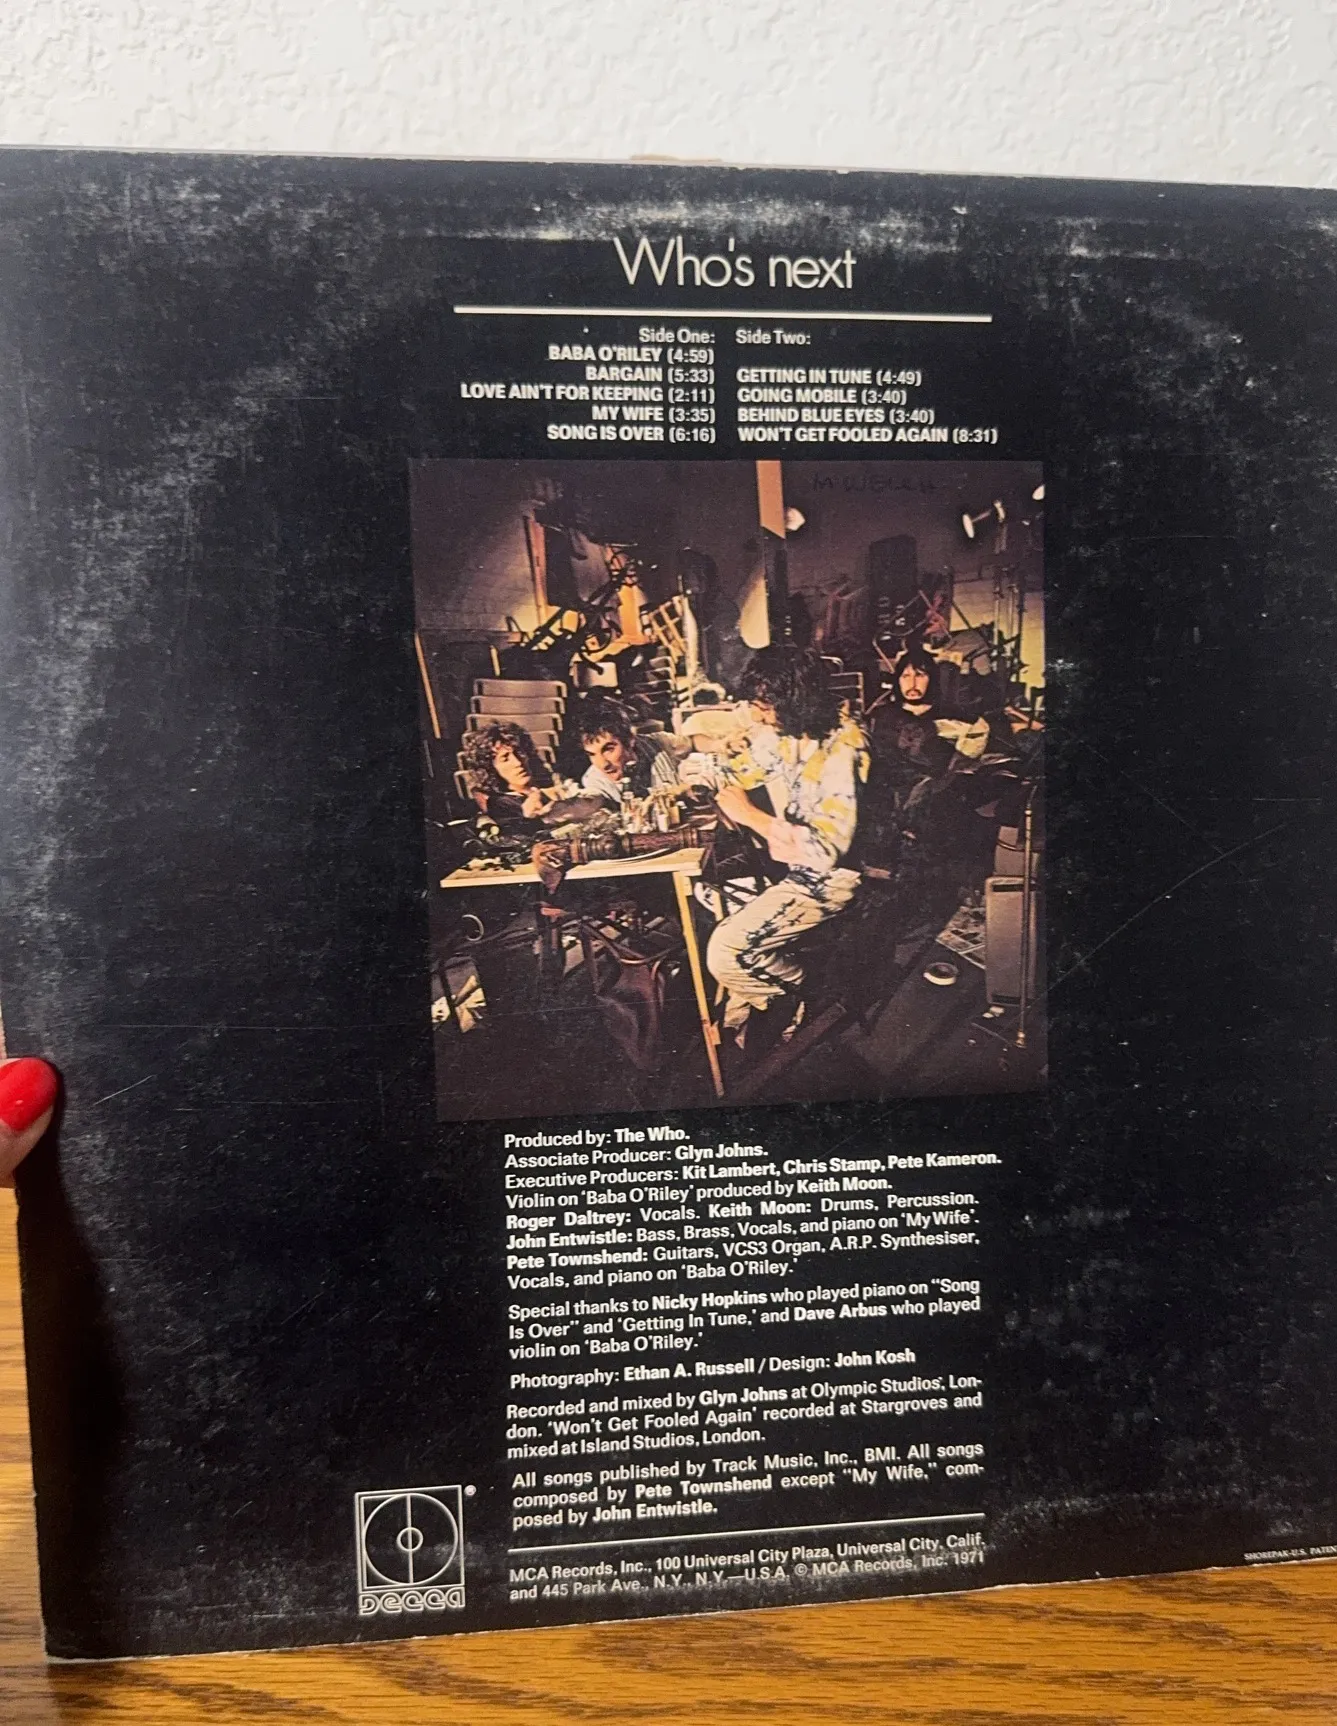 Who's next
Side One:
BABA O'RILEY (4:59)
BARGAIN (5:33)
LOVE AIN'T FOR KEEPING (2:11)
MY WIFE (3:35)
SONG IS OVER (6:16)
Side Two:
GETTING IN TUNE (4:49)
GOING MOBILE (3:40)
BEHIND BLUE EYES (3:40)
WON'T GET FOOLED AGAIN (8:31)
M WELCH
Produced by: The Who.
Associate Producer: Glyn Johns.
Executive Producers: Kit Lambert, Chris Stamp, Pete Kameron.
Violin on 'Baba O'Riley' produced by Keith Moon.
Roger Daltrey: Vocals. Keith Moon: Drums, Percussion.
John Entwistle: Bass, Brass, Vocals, and piano on 'My Wife'.
Pete Townshend: Guitars, VCS3 Organ, A.R.P. Synthesiser,
Vocals, and piano on 'Baba O'Riley.'
Special thanks to Nicky Hopkins who played piano on "Song
Is Over" and 'Getting In Tune,' and Dave Arbus who played
violin on 'Baba O'Riley.'
Photography: Ethan A. Russell / Design: John Kosh
Recorded and mixed by Glyn Johns at Olympic Studios', Lon-
don. 'Won't Get Fooled Again' recorded at Stargroves and
mixed at Island Studios, London.
All songs published by Track Music, Inc., BMI. All songs
composed by Pete Townshend except "My Wife," com-
posed by John Entwistle.
MCA Records, Inc., 100 Universal City Plaza, Universal City, Calif.
and 445 Park Ave., N.Y., N.Y.—U.S.A. © MCA Records, Inc. 1971
®
DECCA
SHOREPAK-U.S. PATEN